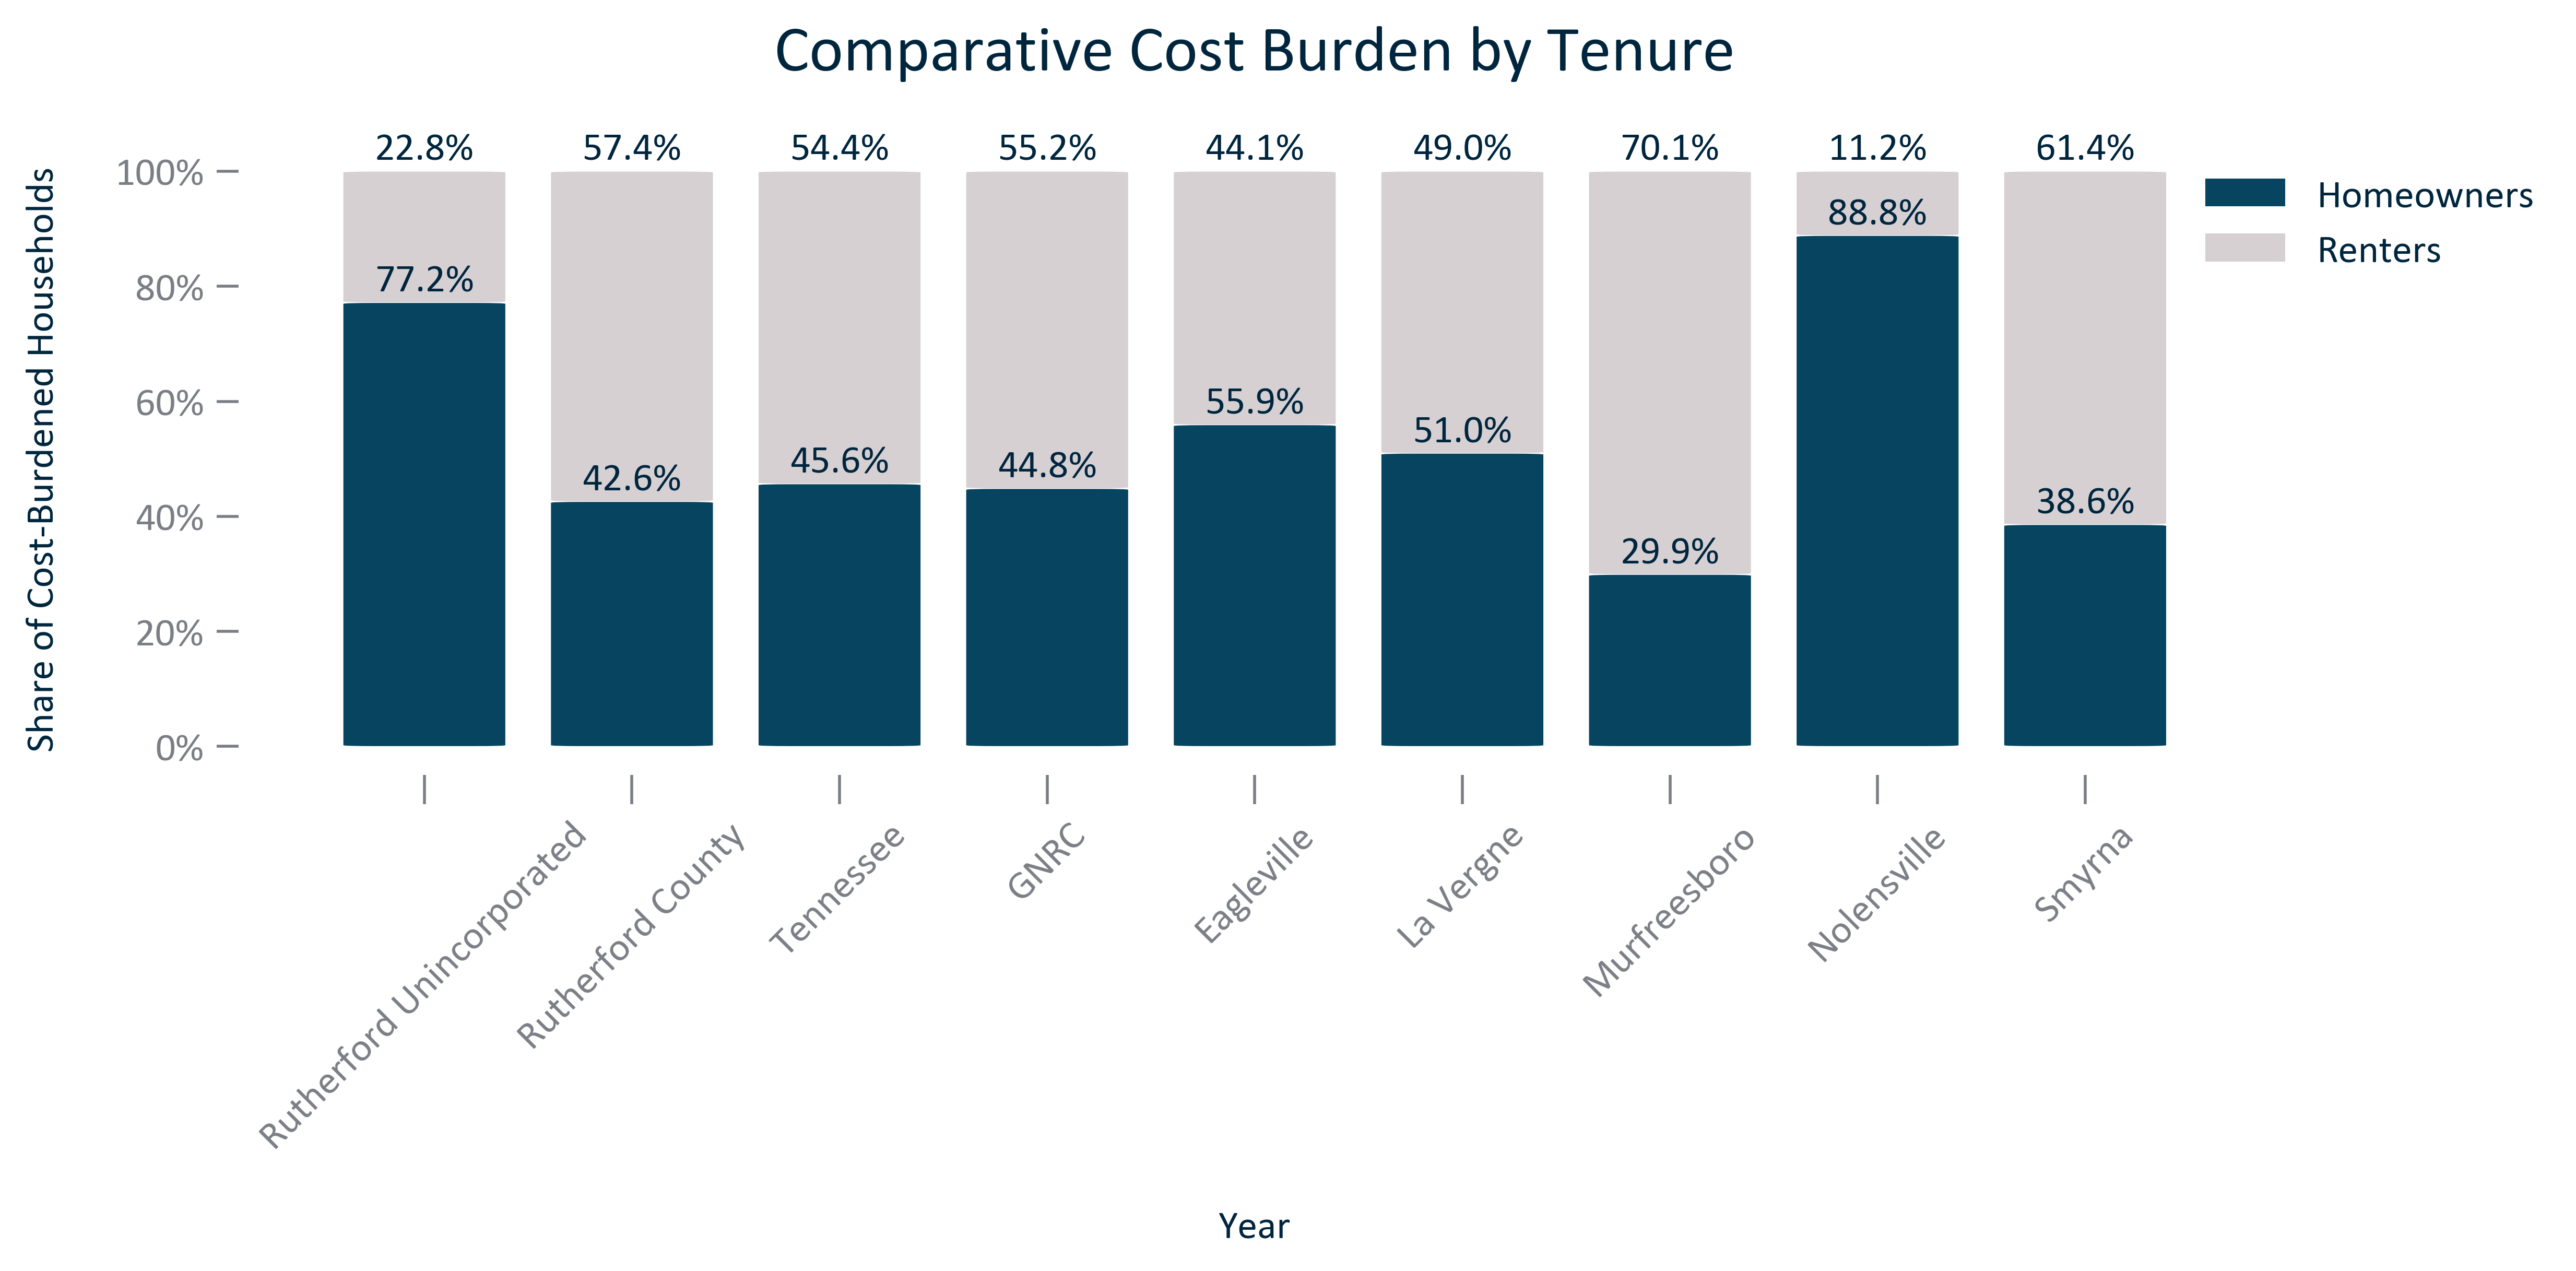 Comparative Cost Burden by Tenure
22.8% 57.4% 54.4% 55.2% 44.1% 49.0% 70.1% 11.2% 61.4%
Share of Cost-Burdened Households
100%
80%
60%
40%
20%
0%
77.2% 42.6% 45.6% 44.8% 55.9% 51.0% 29.9% 88.8% 38.6%
Homeowners
Renters
Rutherford Unincorporated
Rutherford County
Tennessee
GNRC
Eagleville
La Vergne
Murfreesboro
Nolensville
Smyrna
Year